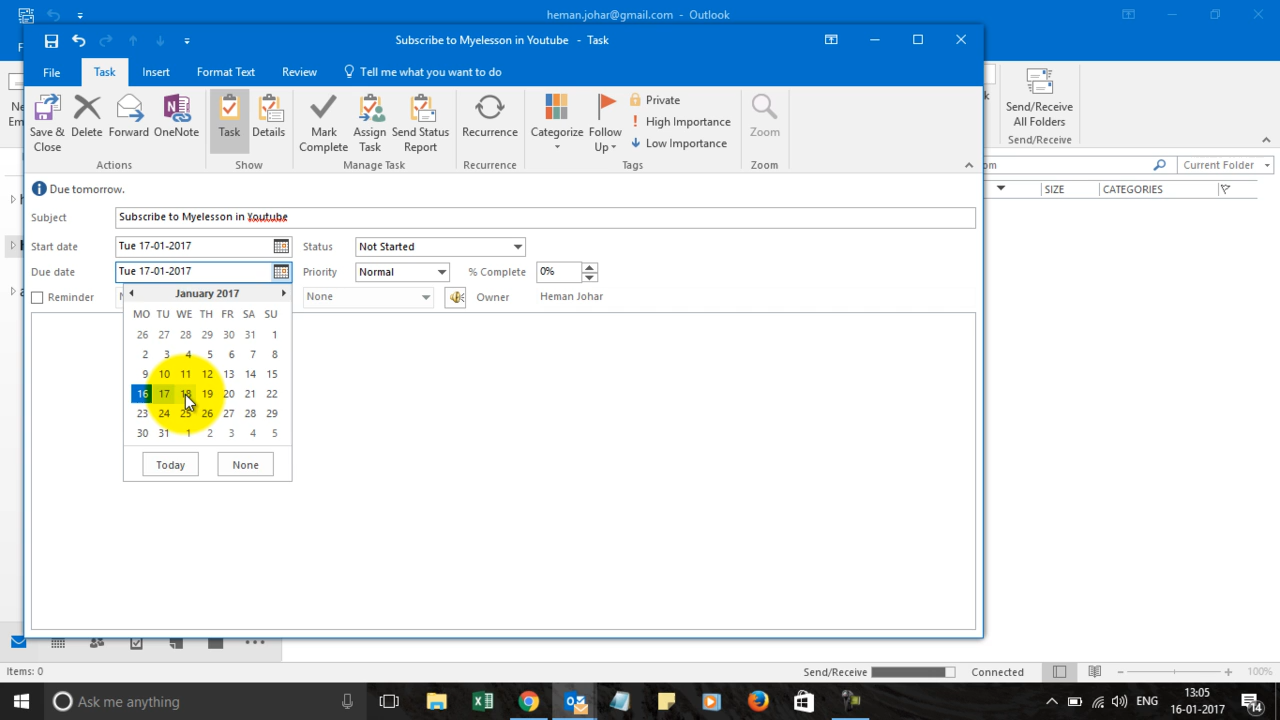 heman.johar@gmail.com - Outlook
Subscribe to Myelesson in Youtube - Task
File Task Insert Format Text Review Tell me what you want to do
Save & Close Delete Forward OneNote Task Details Mark Complete Assign Task Send Status Report Recurrence Categorize Follow Up Zoom Send/Receive All Folders
Private
High Importance
Low Importance
Actions Show Manage Task Recurrence Tags Zoom Send/Receive
Current Folder
SIZE CATEGORIES
Due tomorrow.
Subject Subscribe to Myelesson in Youtube
Start date Tue 17-01-2017 Status Not Started
Due date Tue 17-01-2017 Priority Normal % Complete 0%
Reminder None Owner Heman Johar
January 2017
MO TU WE TH FR SA SU
26 27 28 29 30 31 1
2 3 4 5 6 7 8
9 10 11 12 13 14 15
16 17 18 19 20 21 22
23 24 25 26 27 28 29
30 31 1 2 3 4 5
Today None
Items: 0 Send/Receive Connected 100%
Ask me anything ENG 13:05
16-01-2017 14